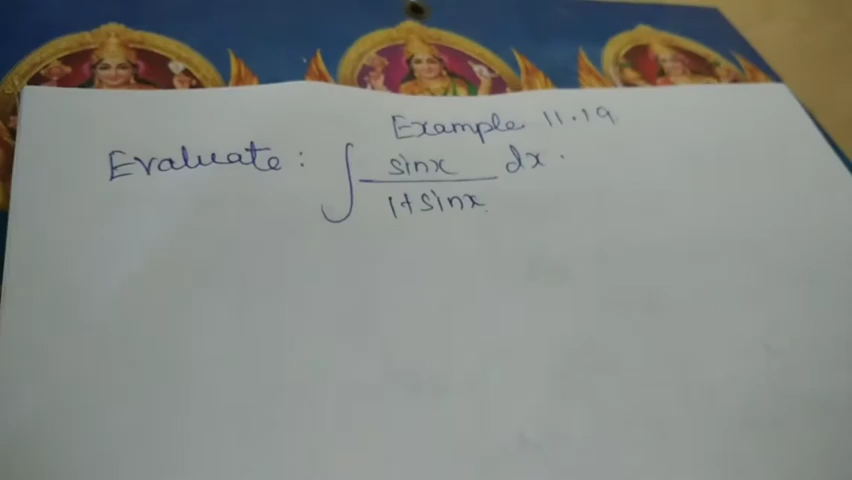 Example 11.19
Evaluate: ∫ sinx / 1+sinx dx.